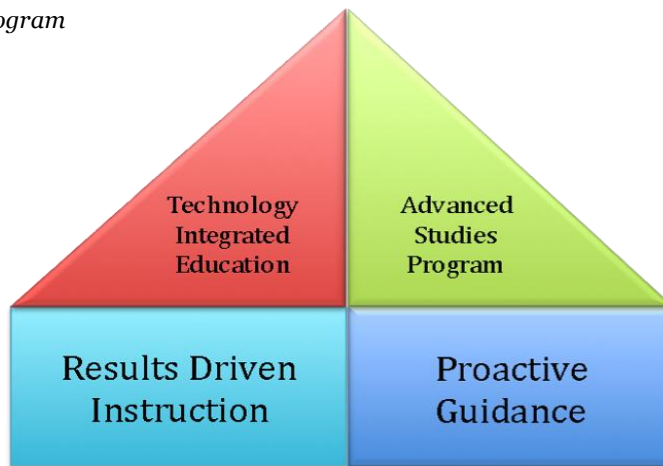 ogram
Technology
Integrated
Education
Advanced
Studies
Program
Results Driven
Instruction
Proactive
Guidance